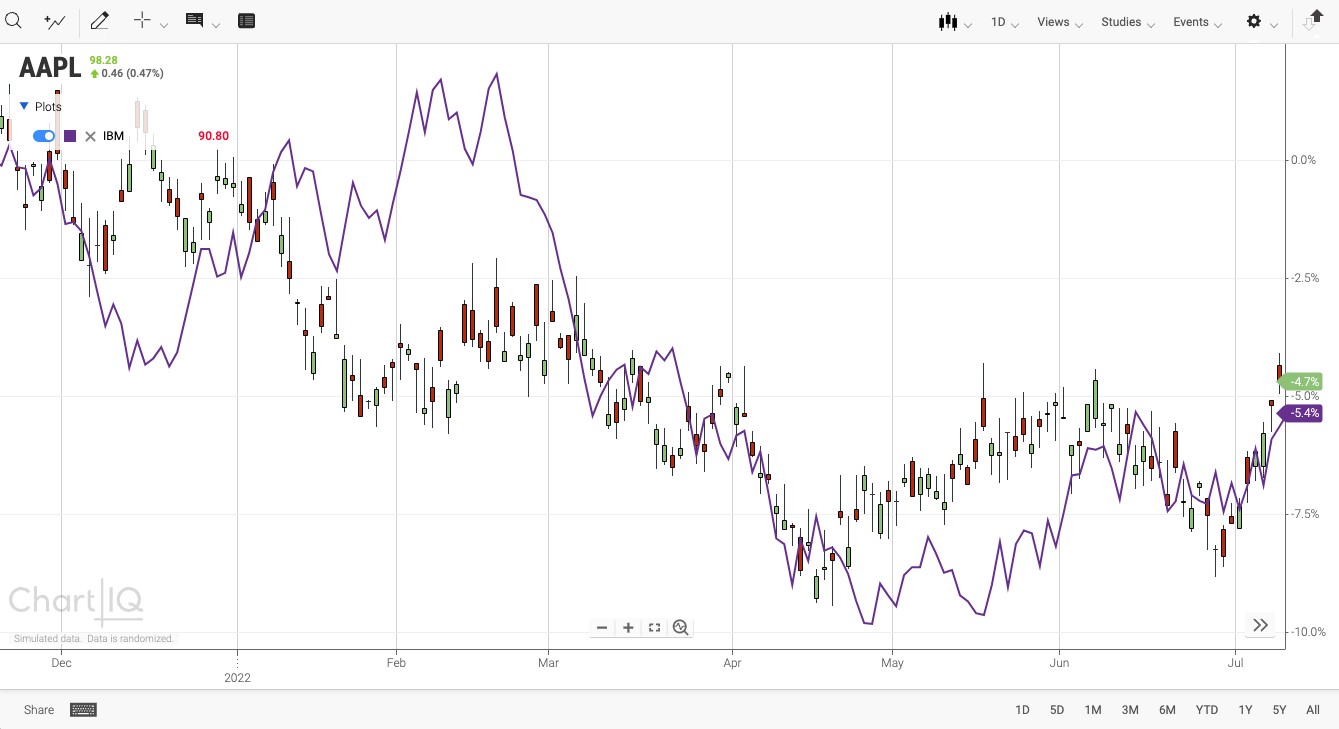 1D Views Studies Events
AAPL 98.28
0.46 (0.47%)
Plots
IBM 90.80
0.0%
-2.5%
-4.7%
-5.0%
-5.4%
-7.5%
-10.0%
ChartIQ
Simulated data. Data is randomized.
Dec Feb Mar Apr May Jun Jul
2022
Share 1D 5D 1M 3M 6M YTD 1Y 5Y All